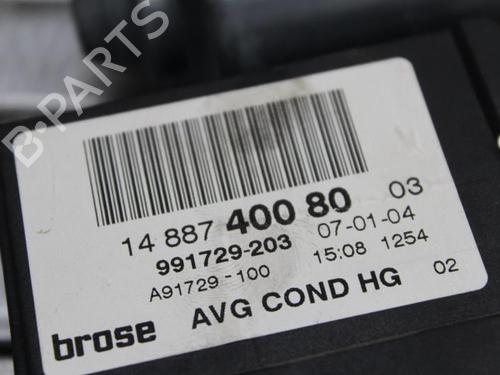 B-PARTS
14 887 400 80 03
991729-203 07-01-04
A91729-100 15:08 1254
brose AVG COND HG 02